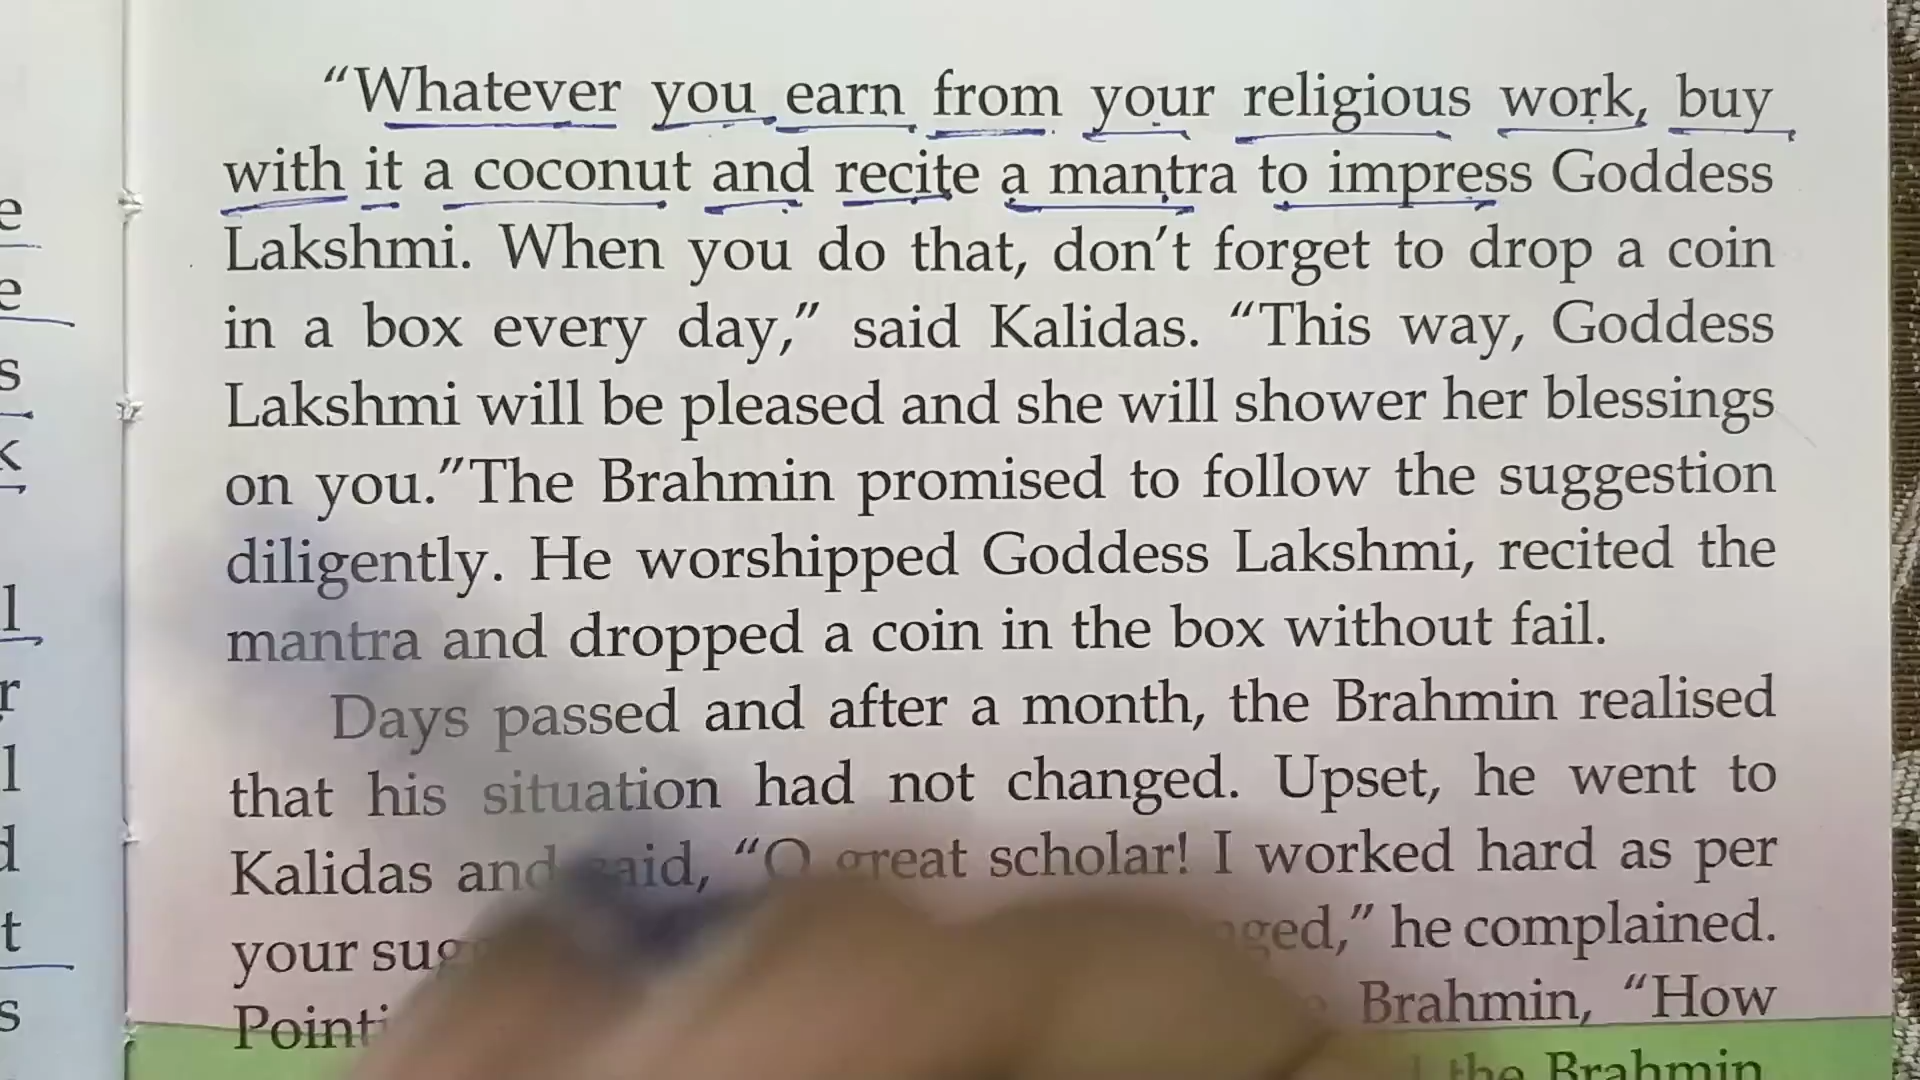 “Whatever you earn from your religious work, buy
with it a coconut and recite a mantra to impress Goddess
Lakshmi. When you do that, don’t forget to drop a coin
in a box every day,” said Kalidas. “This way, Goddess
Lakshmi will be pleased and she will shower her blessings
on you.”The Brahmin promised to follow the suggestion
diligently. He worshipped Goddess Lakshmi, recited the
mantra and dropped a coin in the box without fail.
Days passed and after a month, the Brahmin realised
that his situation had not changed. Upset, he went to
Kalidas and said, “O great scholar! I worked hard as per
your he complained.
Brahmin, “How
the Brahmin